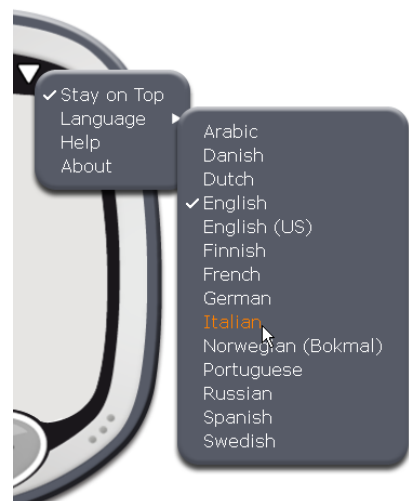 Stay on Top
Language
Help
About
Arabic
Danish
Dutch
English
English (US)
Finnish
French
German
Italian
Norwegian (Bokmal)
Portuguese
Russian
Spanish
Swedish